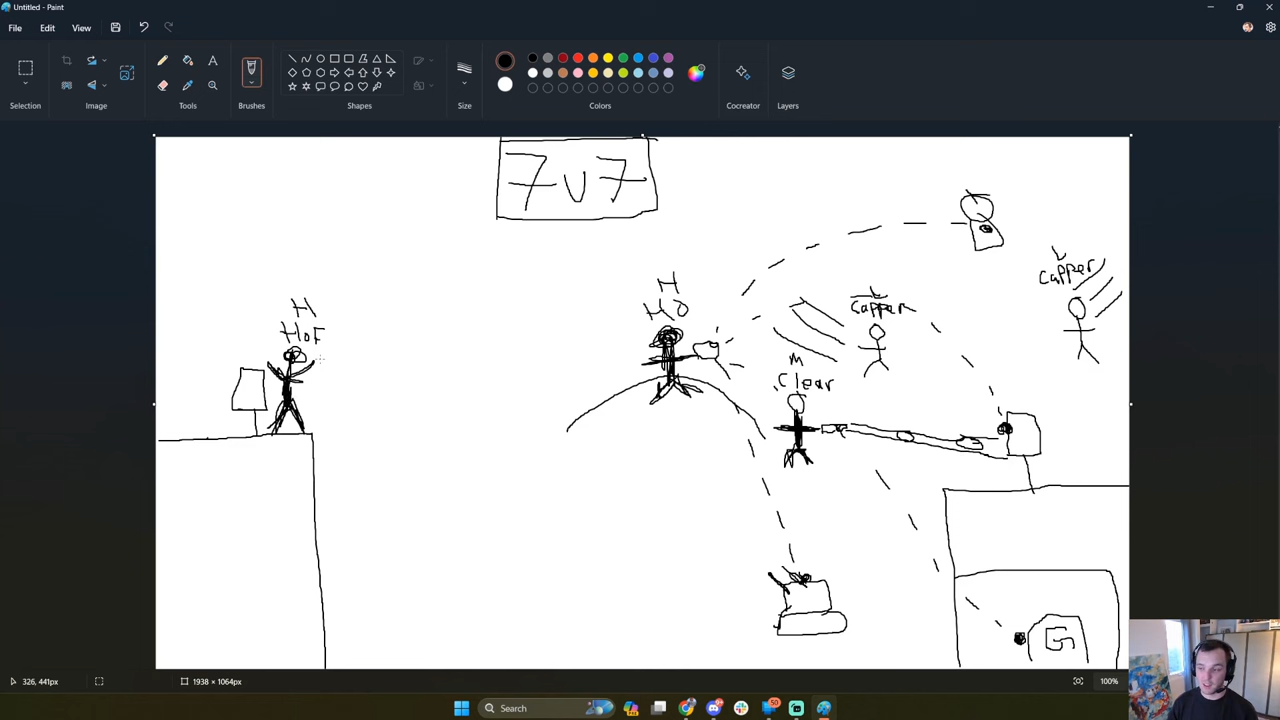 Untitled - Paint
File
Edit
View
Selection
Image
Tools
Brushes
Shapes
Size
Colors
Cocreator
Layers
7v7
H
HO
H
HoF
L
Capper
L
Capper
M
Clear
G
326, 441px
1938 × 1064px
100%
Search
50